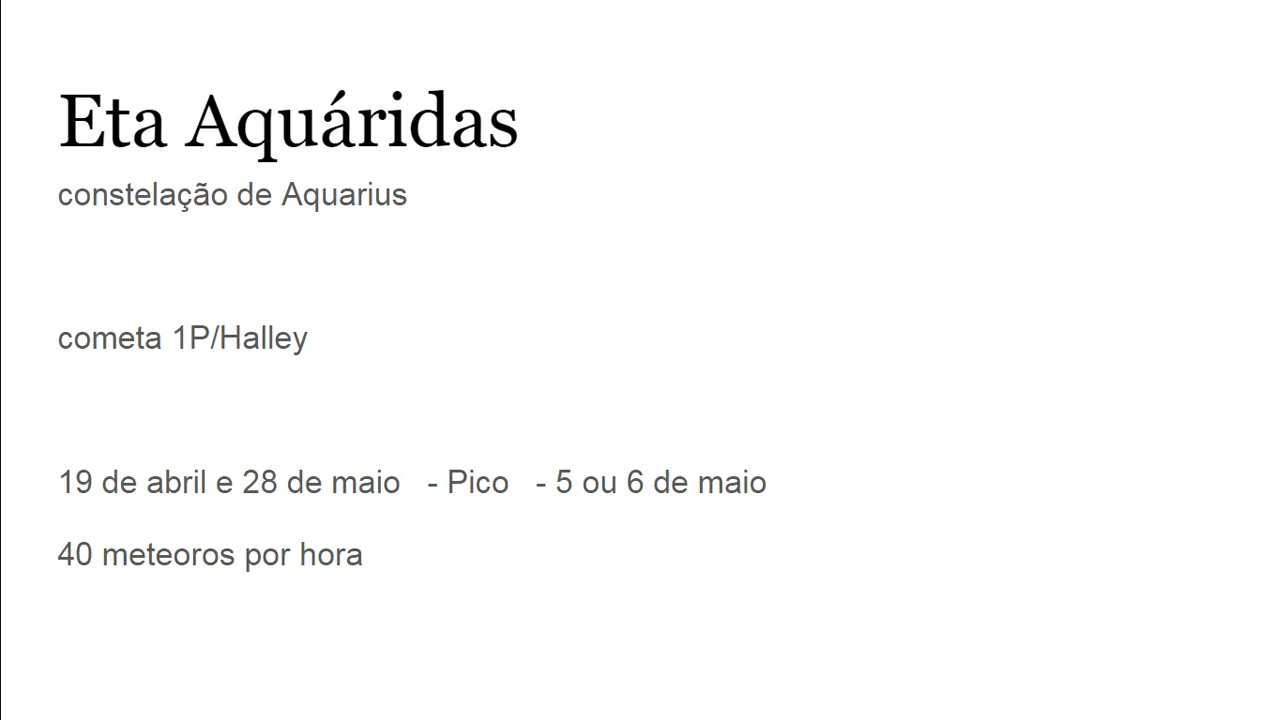 Eta Aquáridas
constelação de Aquarius
cometa 1P/Halley
19 de abril e 28 de maio - Pico - 5 ou 6 de maio
40 meteoros por hora